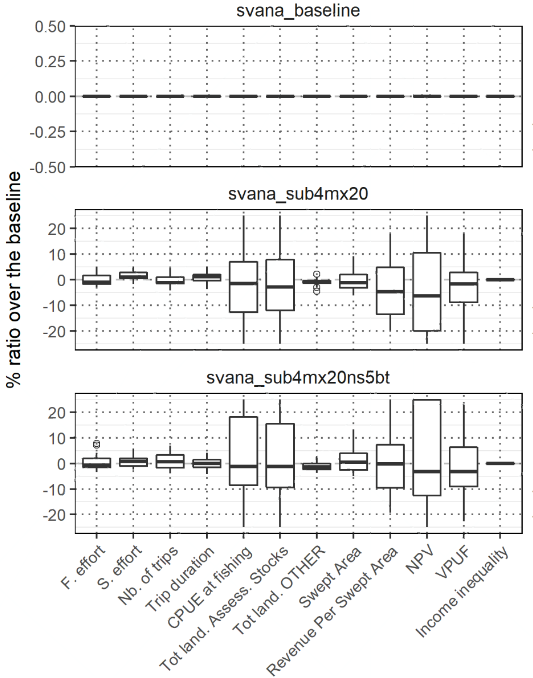 svana_baseline
0.50
0.25
0.00
-0.25
-0.50
% ratio over the baseline
svana_sub4mx20
20
10
0
-10
-20
svana_sub4mx20ns5bt
20
10
0
-10
-20
F. effort
S. effort
Nb. of trips
Trip duration
CPUE at fishing
Tot land. Assess. Stocks
Tot land. OTHER
Swept Area
Revenue Per Swept Area
NPV
VPUF
Income inequality